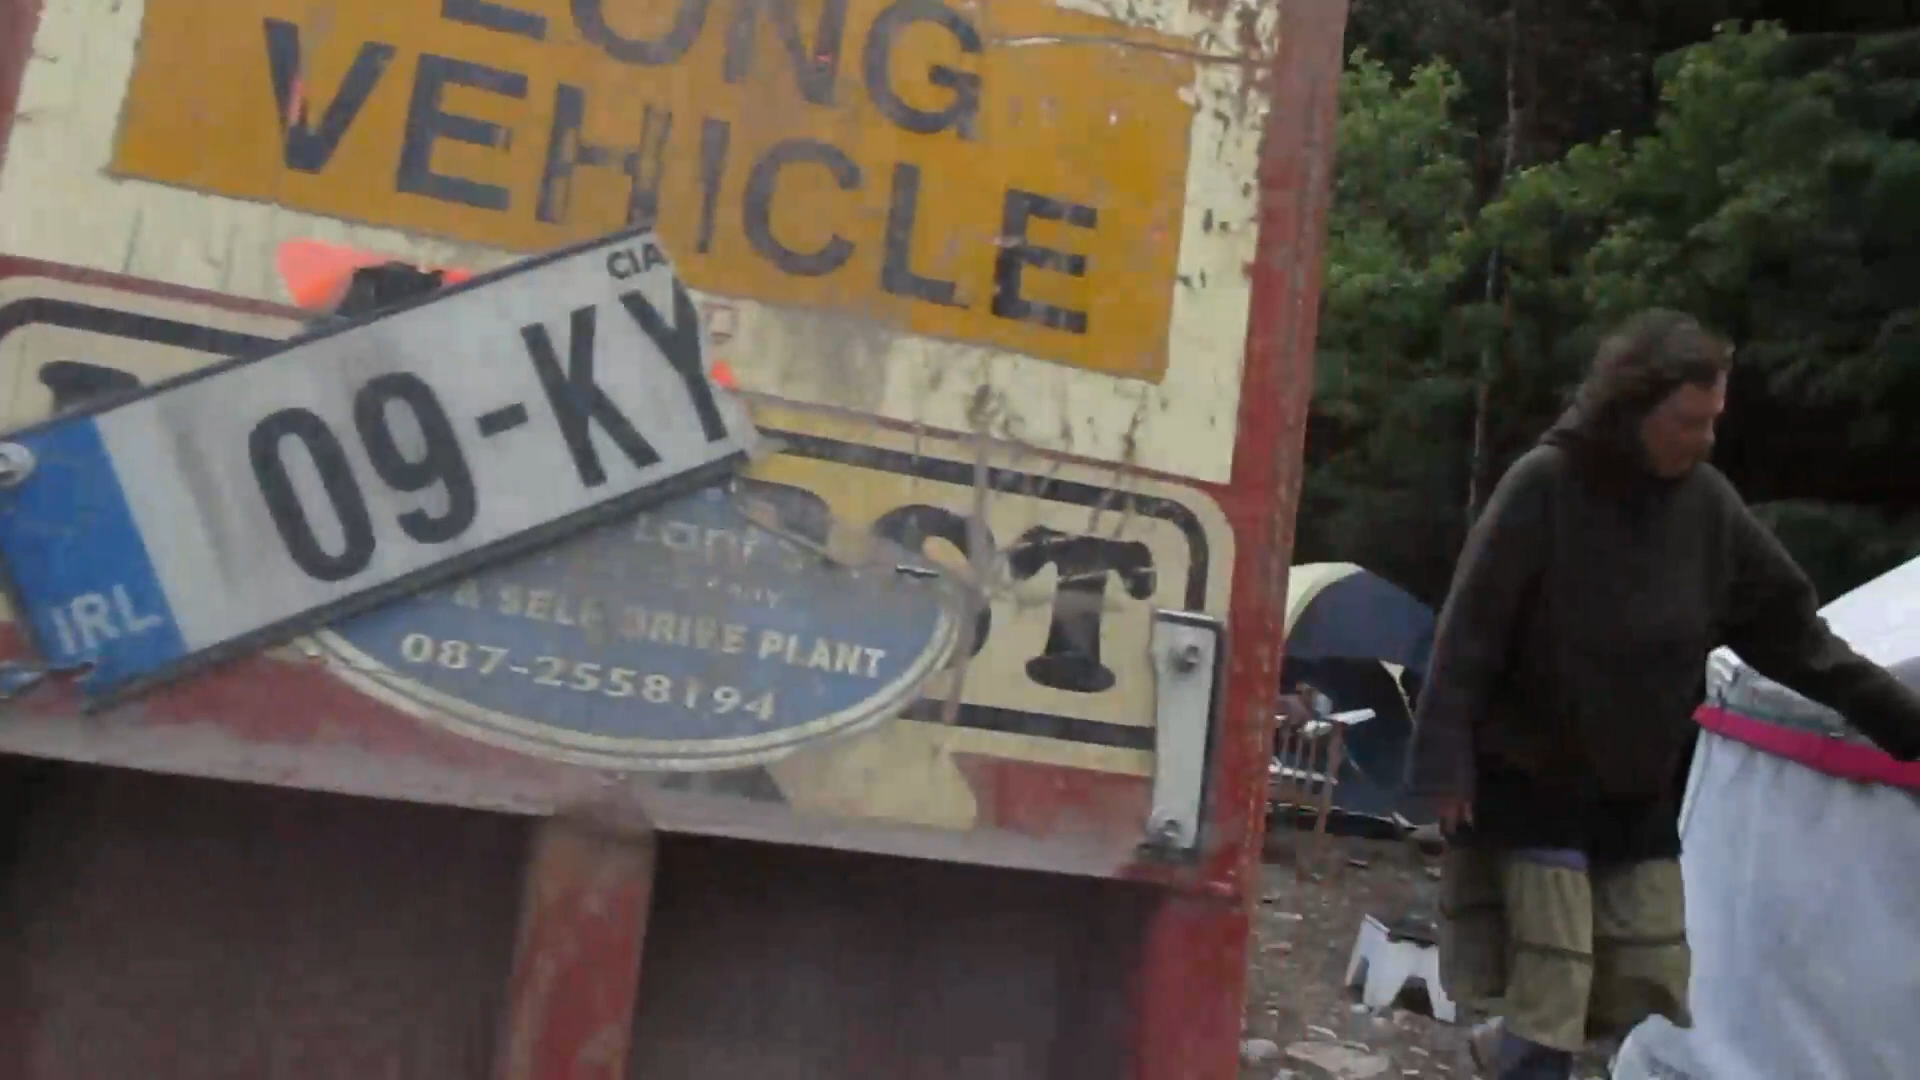 LONG
VEHICLE
CIA
09-KY
IRL
A SELF DRIVE PLANT
087-2558194